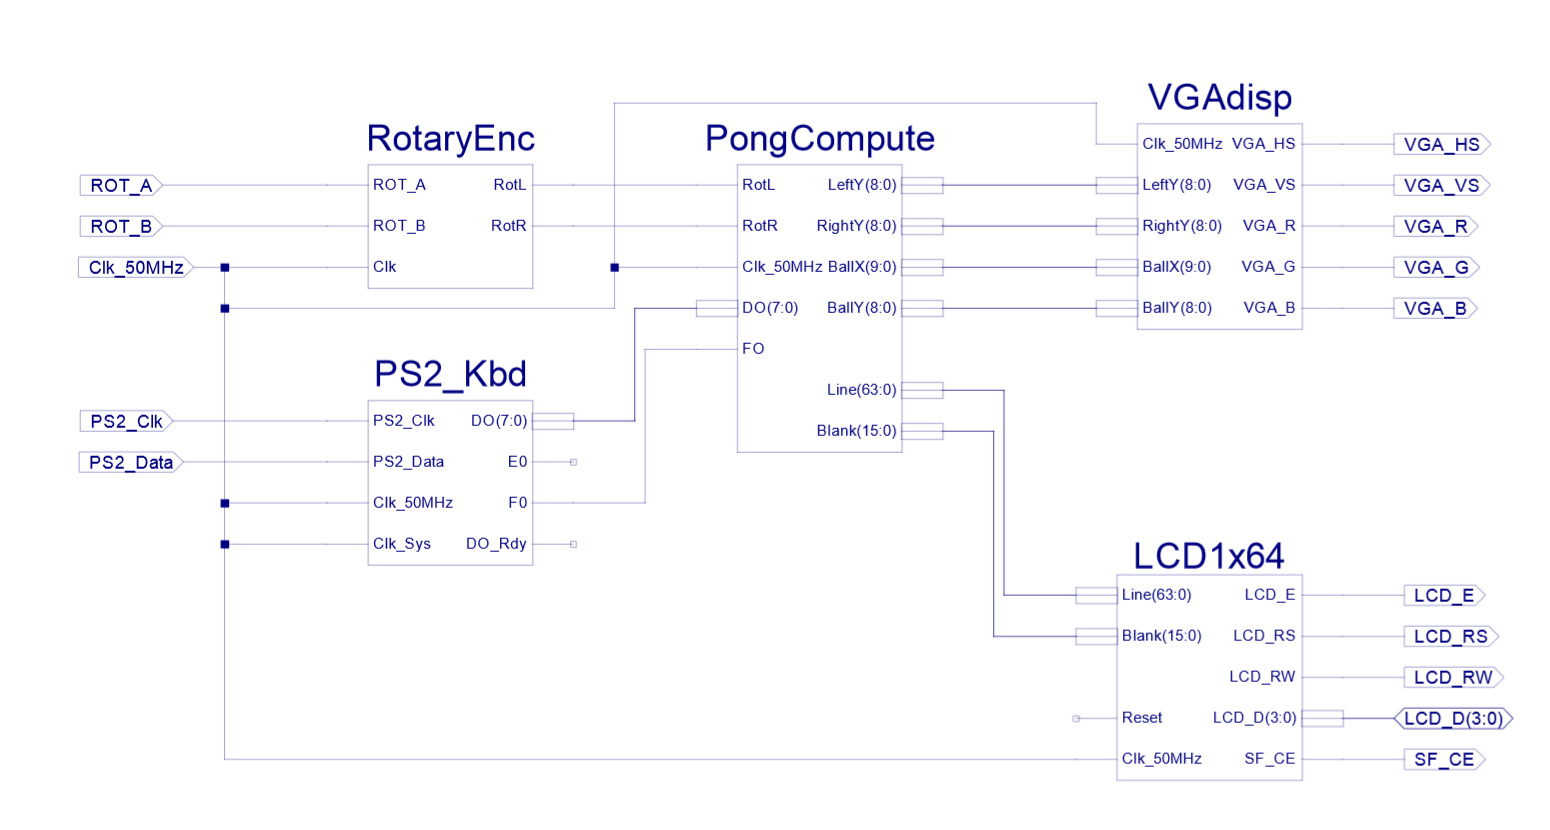 VGAdisp
RotaryEnc
PongCompute
Clk_50MHz VGA_HS
VGA_HS
ROT_A
ROT_A RotL
RotL LeftY(8:0)
LeftY(8:0) VGA_VS
VGA_VS
ROT_B
ROT_B RotR
RotR RightY(8:0)
RightY(8:0) VGA_R
VGA_R
Clk_50MHz
Clk
Clk_50MHz BallX(9:0)
BallX(9:0) VGA_G
VGA_G
DO(7:0) BallY(8:0)
BallY(8:0) VGA_B
VGA_B
FO
PS2_Kbd
Line(63:0)
PS2_Clk
PS2_Clk DO(7:0)
Blank(15:0)
PS2_Data
PS2_Data E0
Clk_50MHz F0
Clk_Sys DO_Rdy
LCD1x64
Line(63:0) LCD_E
LCD_E
Blank(15:0) LCD_RS
LCD_RS
LCD_RW
LCD_RW
Reset LCD_D(3:0)
LCD_D(3:0)
Clk_50MHz SF_CE
SF_CE